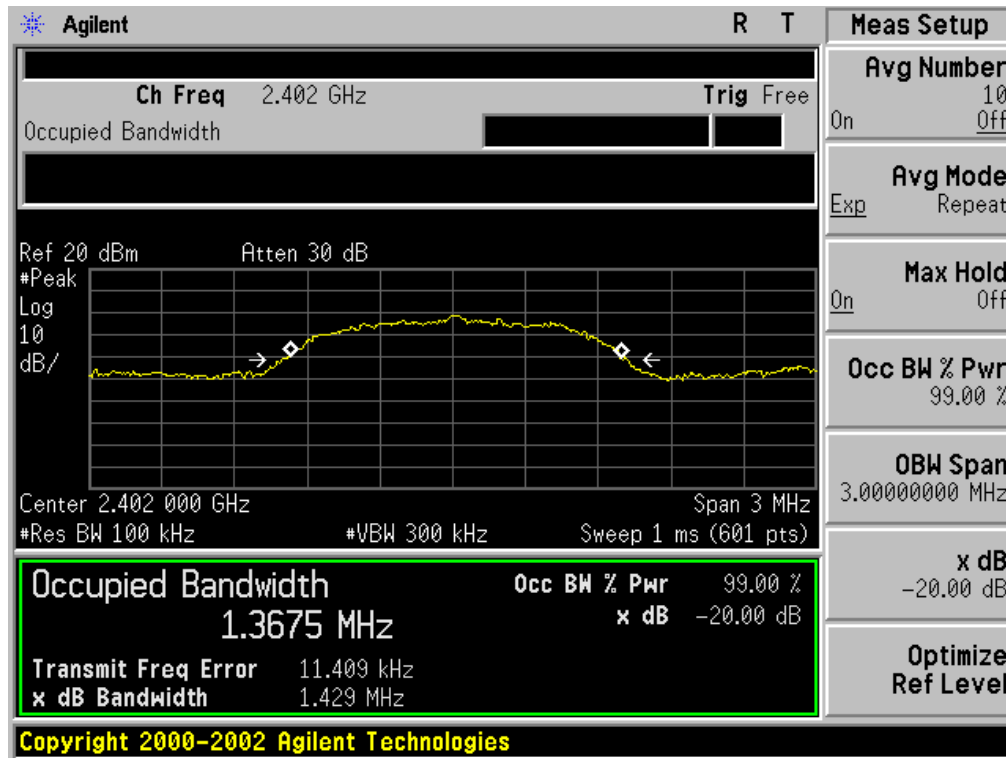 Agilent R T
Ch Freq 2.402 GHz Trig Free
Occupied Bandwidth
Ref 20 dBm Atten 30 dB
#Peak
Log
10
dB/
Center 2.402 000 GHz Span 3 MHz
#Res BW 100 kHz #VBW 300 kHz Sweep 1 ms (601 pts)
Occupied Bandwidth Occ BW % Pwr 99.00 %
1.3675 MHz x dB -20.00 dB
Transmit Freq Error 11.409 kHz
x dB Bandwidth 1.429 MHz
Copyright 2000-2002 Agilent Technologies
Meas Setup
Avg Number
10
On Off
Avg Mode
Exp Repeat
Max Hold
On Off
Occ BW % Pwr
99.00 %
OBW Span
3.00000000 MHz
x dB
-20.00 dB
Optimize
Ref Level